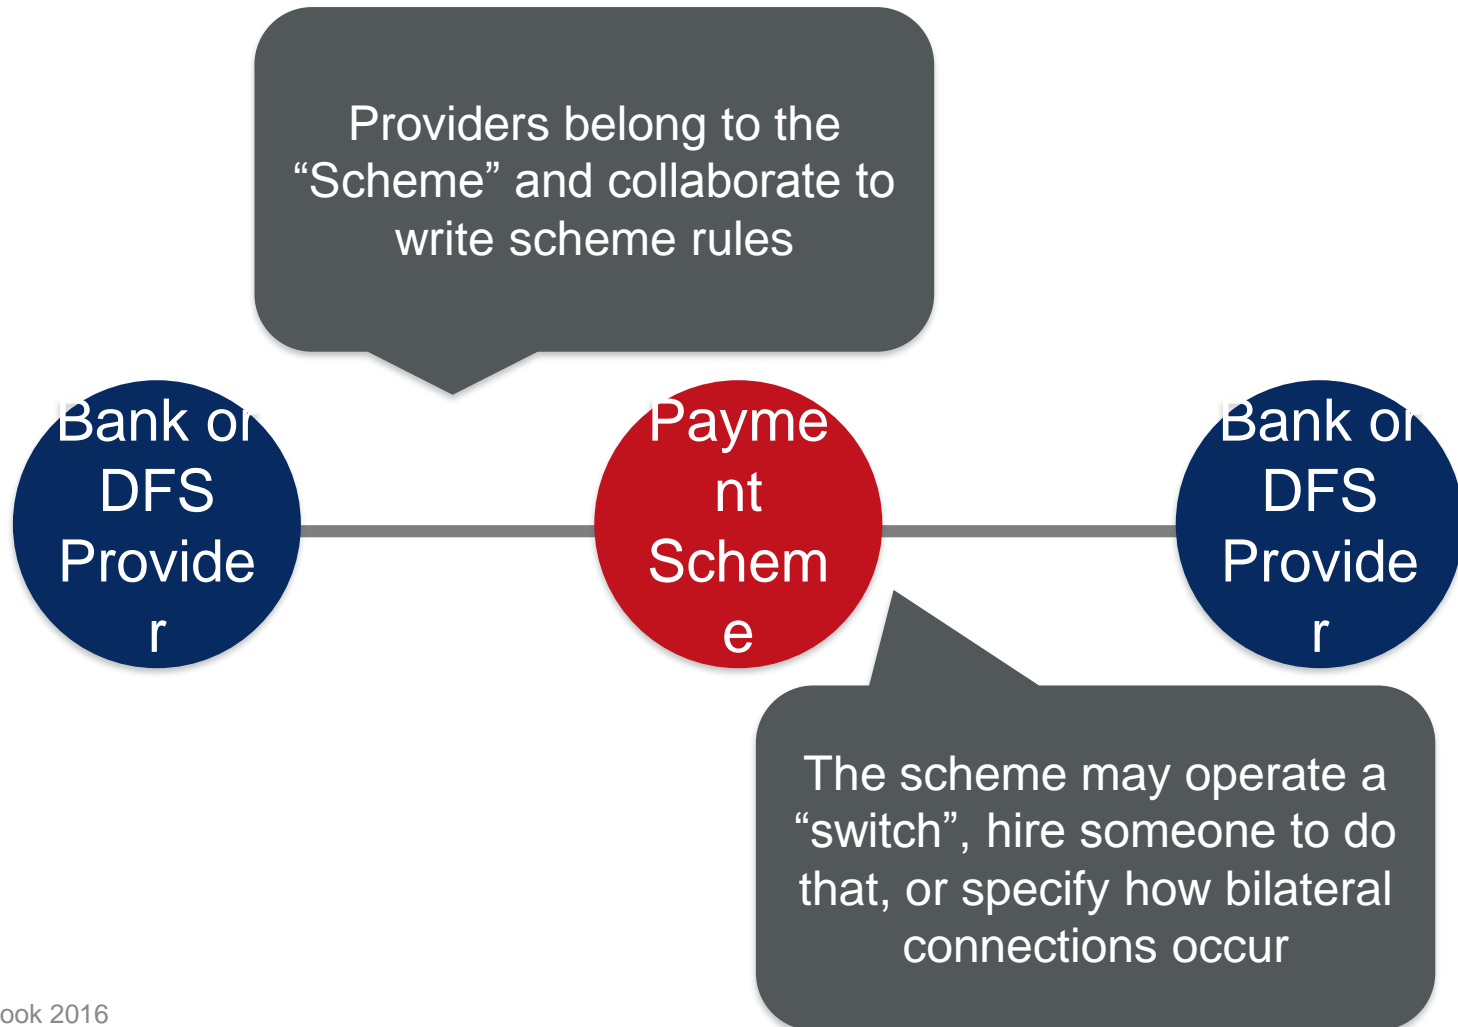 Providers belong to the
“Scheme” and collaborate to
write scheme rules
Bank or
DFS
Provide
r
Payme
nt
Schem
e
Bank or
DFS
Provide
r
The scheme may operate a
“switch”, hire someone to do
that, or specify how bilateral
connections occur
ook 2016